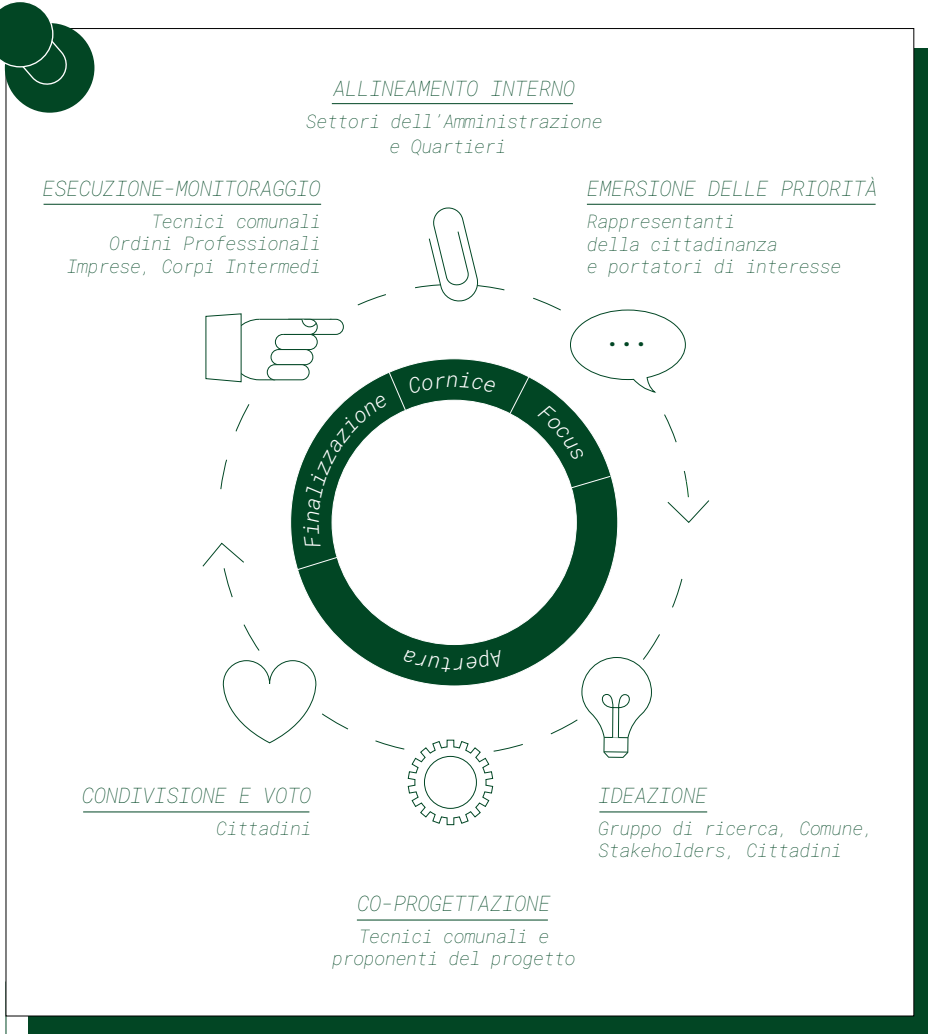 ALLINEAMENTO INTERNO
Settori dell'Amministrazione
e Quartieri
ESECUZIONE-MONITORAGGIO
Tecnici comunali
Ordini Professionali
Imprese, Corpi Intermedi
EMERSIONE DELLE PRIORITÀ
Rappresentanti
della cittadinanza
e portatori di interesse
Cornice
Focus
Finalizzazione
Apertura
CONDIVISIONE E VOTO
Cittadini
IDEAZIONE
Gruppo di ricerca, Comune,
Stakeholders, Cittadini
CO-PROGETTAZIONE
Tecnici comunali e
proponenti del progetto